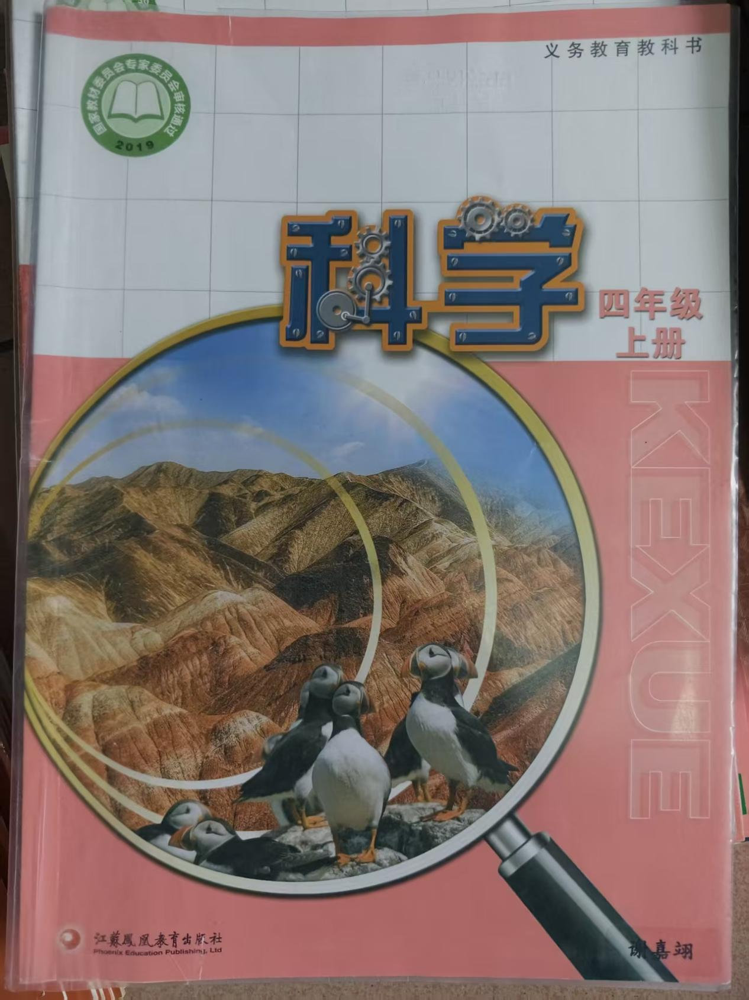 义务教育教科书
国家教材委员会专家委员会审核通过
2019
科学
四年级
上册
KEXUE
江苏凤凰教育出版社
Phoenix Education Publishing, Ltd
谢嘉翊